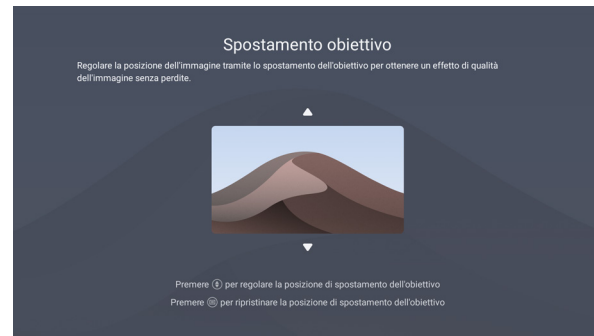 Spostamento obiettivo
Regolare la posizione dell'immagine tramite lo spostamento dell'obiettivo per ottenere un effetto di qualità
dell'immagine senza perdite.
Premere per regolare la posizione di spostamento dell'obiettivo
Premere per ripristinare la posizione di spostamento dell'obiettivo